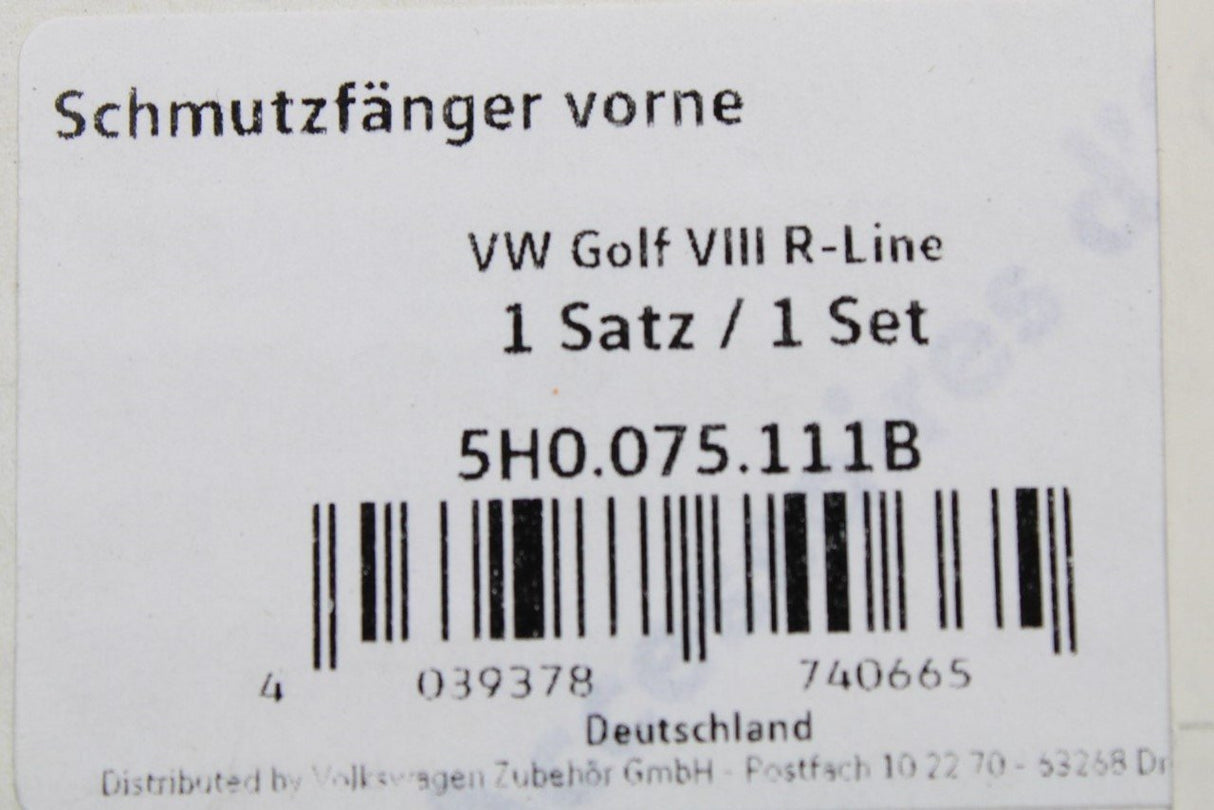 Schmutzfänger vorne
VW Golf VIII R-Line
1 Satz / 1 Set
5H0.075.111B
4 039378 740665
Deutschland
Distributed by Volkswagen Zubehör GmbH - Postfach 10 22 70 - 63268 Dr